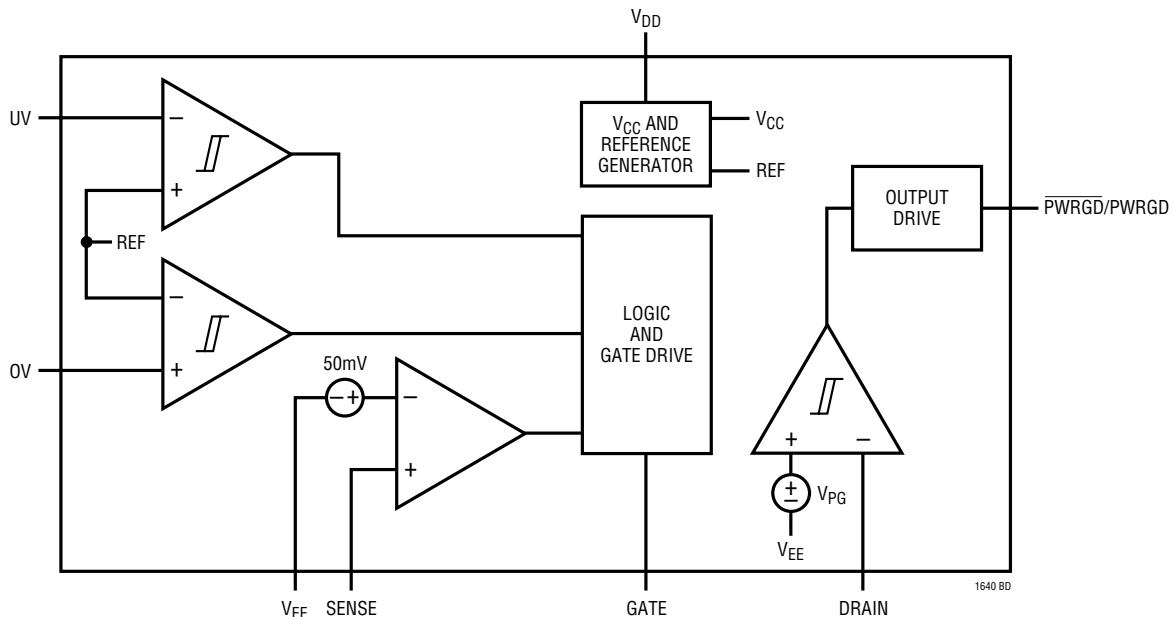 VDD
UV
−
+
REF
−
+
OV
VCC AND
REFERENCE
GENERATOR
VCC
REF
OUTPUT
DRIVE
PWRGD/PWRGD
LOGIC
AND
GATE DRIVE
50mV
− +
−
+
+ −
+
−
VPG
VEE
1640 BD
VEE SENSE GATE DRAIN